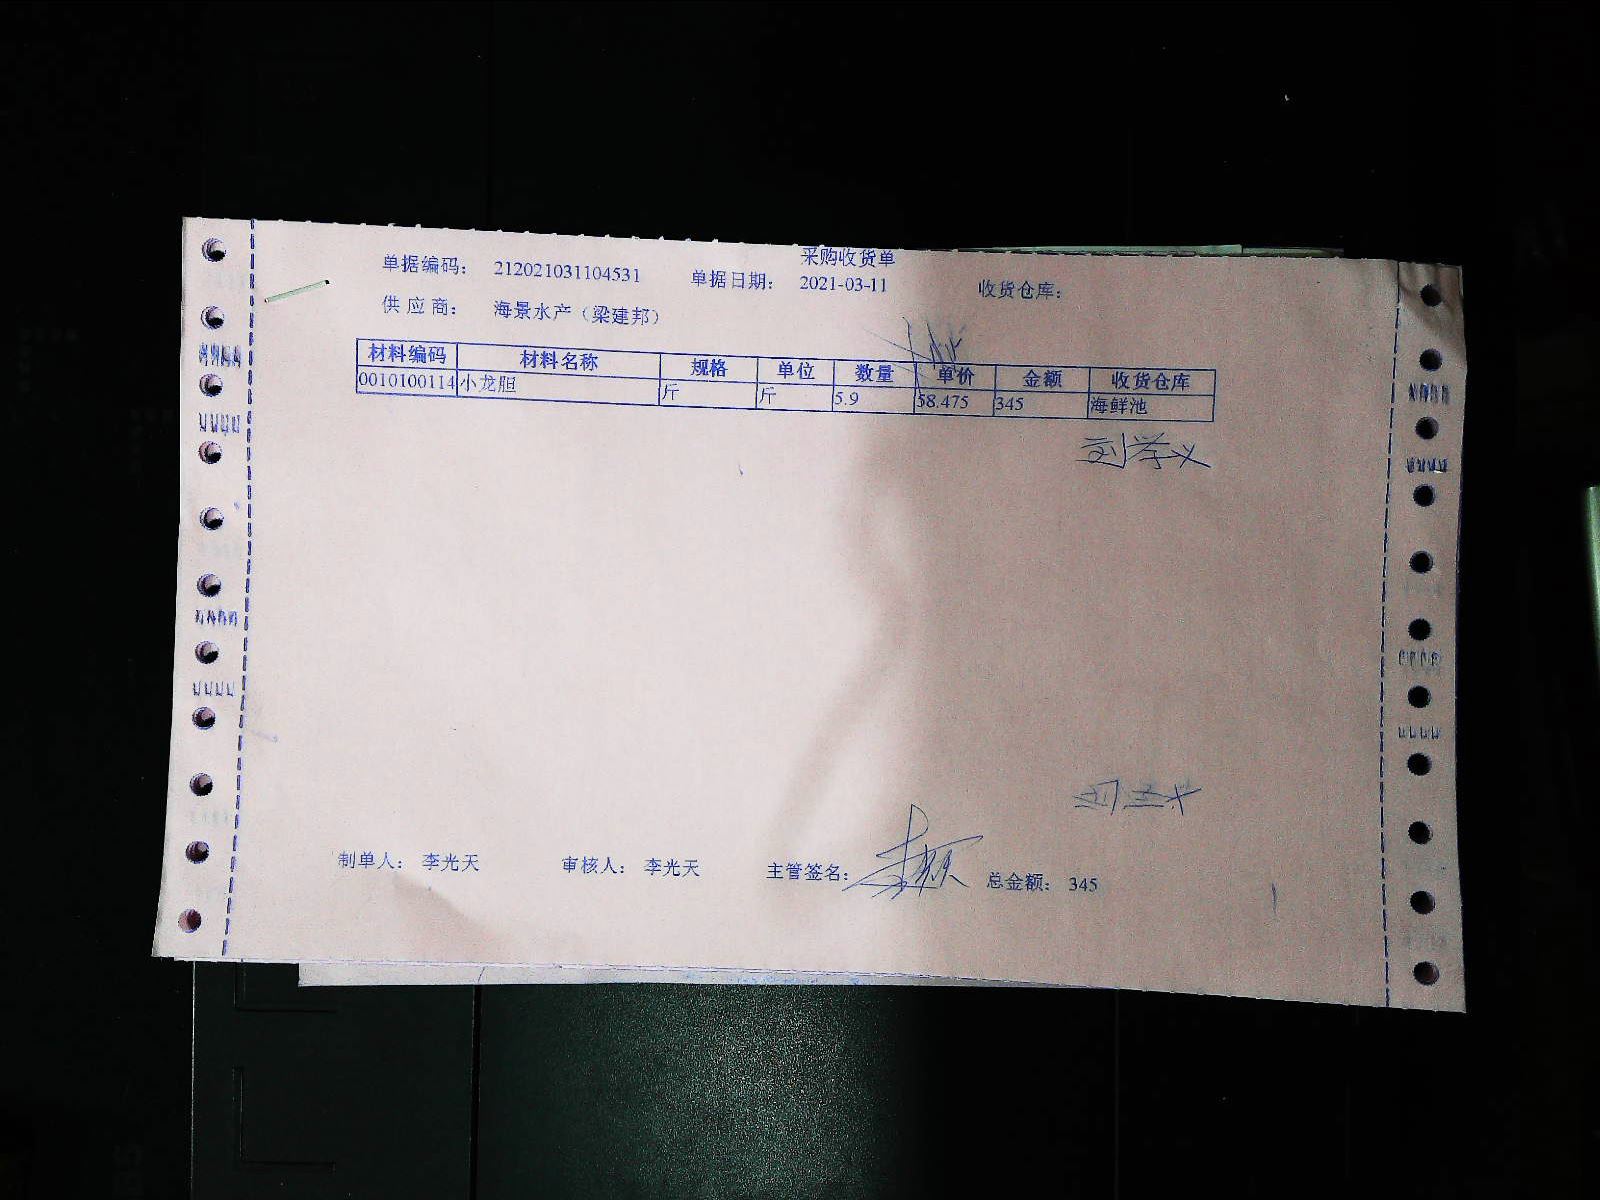 采购收货单
单据编码： 212021031104531 单据日期： 2021-03-11 收货仓库：
供 应 商： 海景水产（梁建邦）
材料编码 材料名称 规格 单位 数量 单价 金额 收货仓库
0010100114 小龙胆 斤 斤 5.9 58.475 345 海鲜池
刘学义
制单人： 李光天 审核人： 李光天 主管签名： 总金额： 345